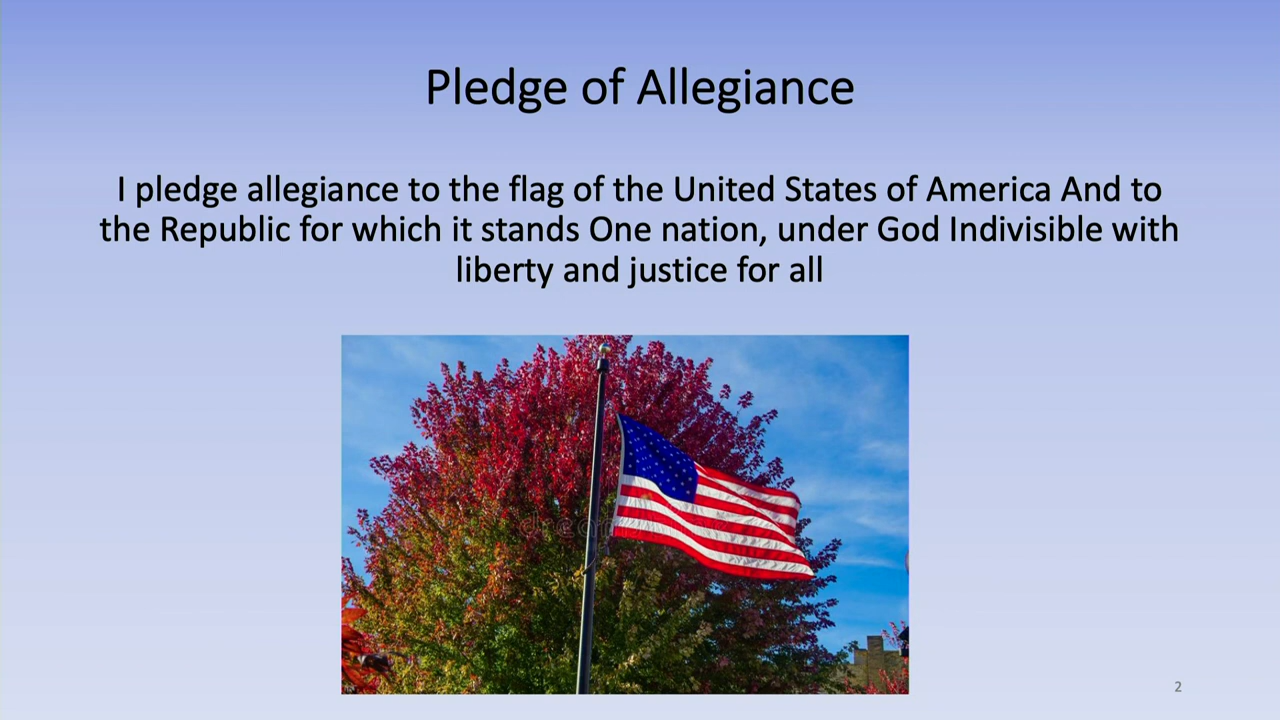 Pledge of Allegiance
I pledge allegiance to the flag of the United States of America And to
the Republic for which it stands One nation, under God Indivisible with
liberty and justice for all
2